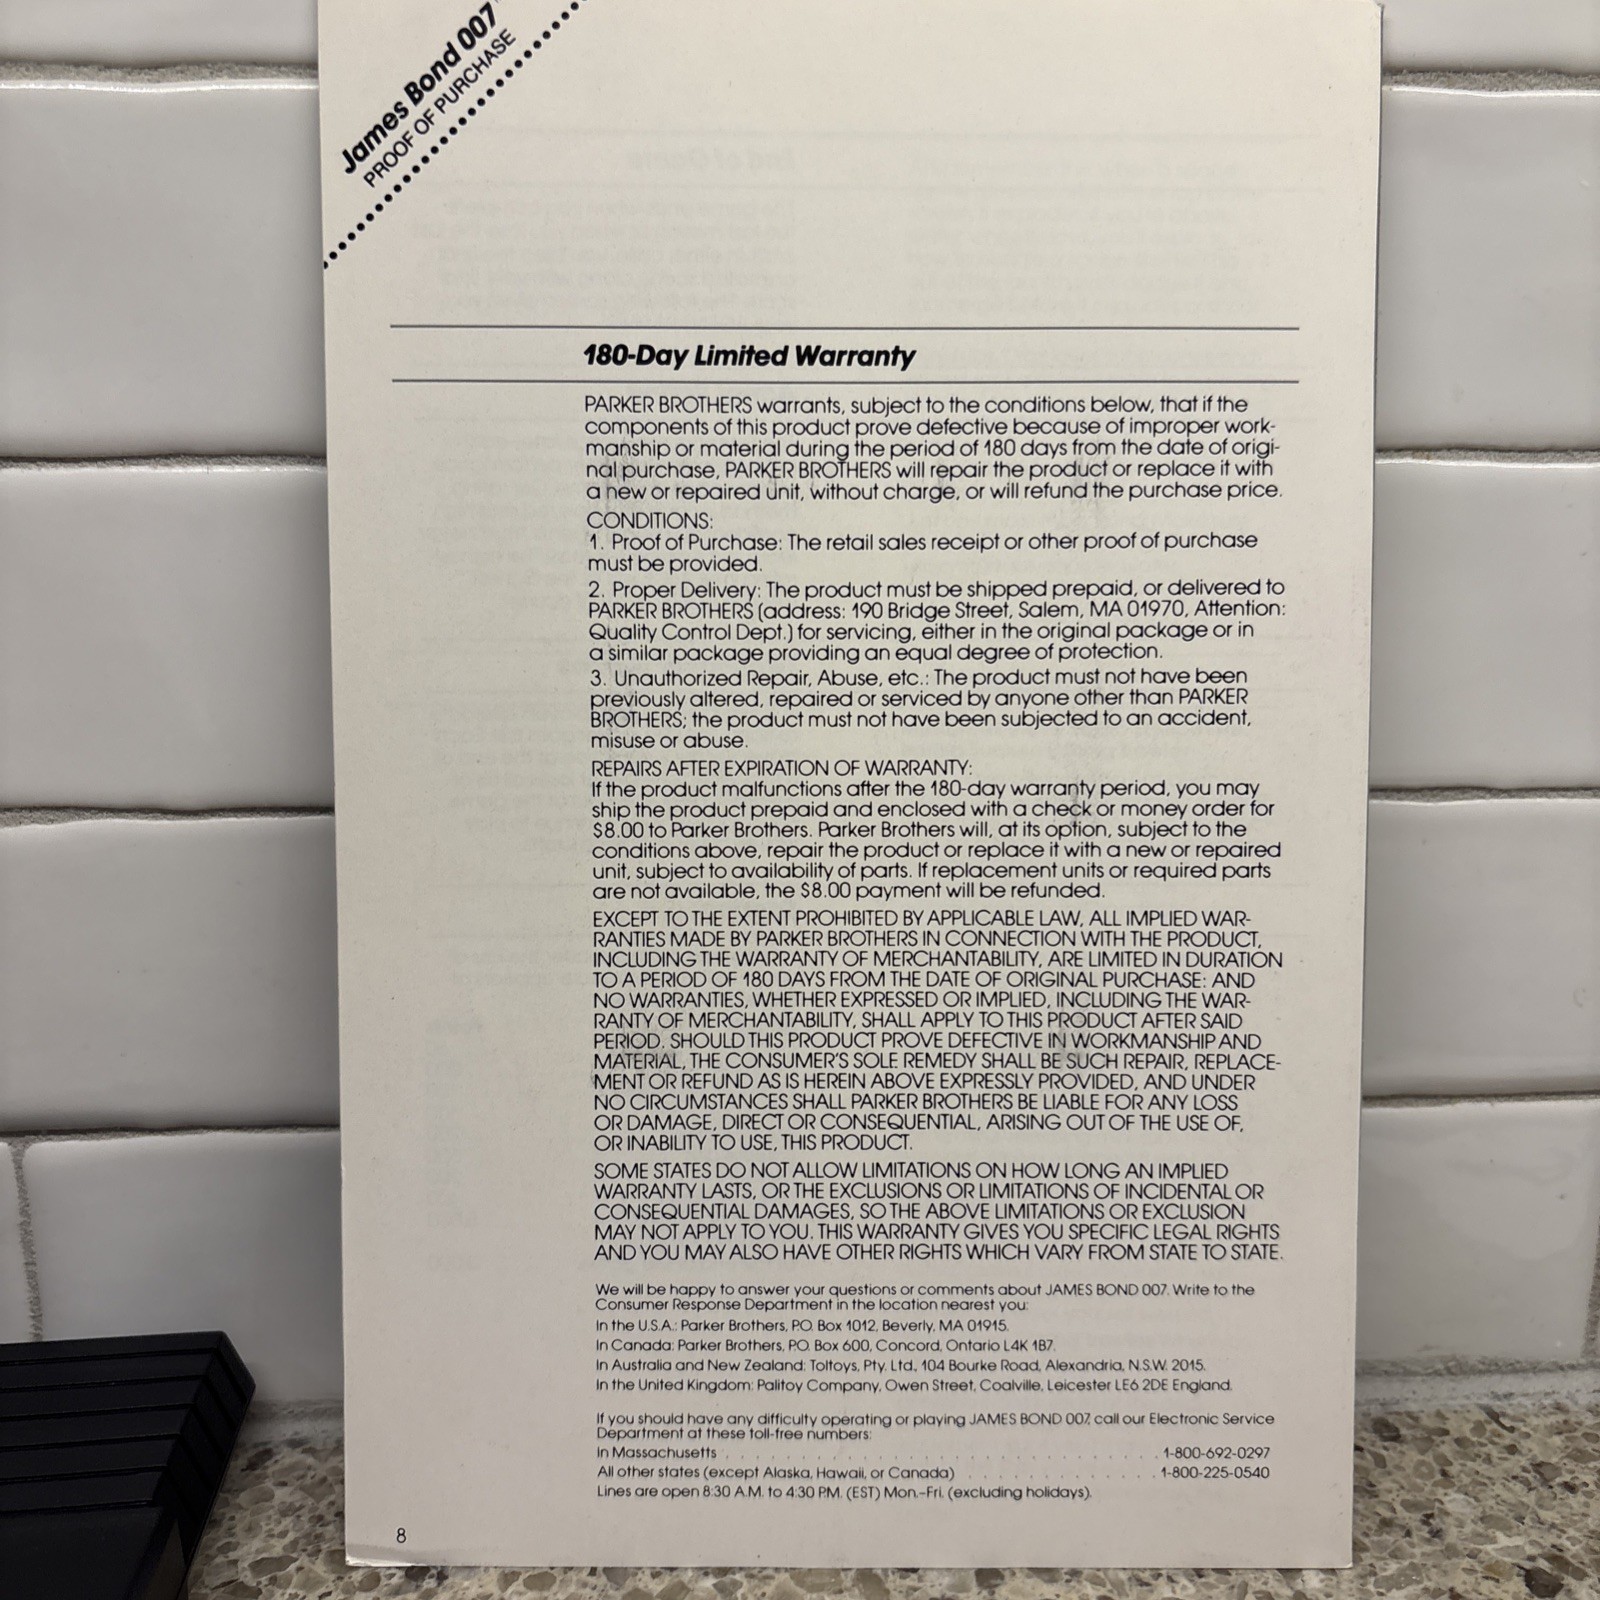 James Bond 007
PROOF OF PURCHASE
180-Day Limited Warranty
PARKER BROTHERS warrants, subject to the conditions below, that if the
components of this product prove defective because of improper work-
manship or material during the period of 180 days from the date of origi-
nal purchase, PARKER BROTHERS will repair the product or replace it with
a new or repaired unit, without charge, or will refund the purchase price.
CONDITIONS:
1. Proof of Purchase: The retail sales receipt or other proof of purchase
must be provided.
2. Proper Delivery: The product must be shipped prepaid, or delivered to
PARKER BROTHERS (address: 190 Bridge Street, Salem, MA 01970, Attention:
Quality Control Dept.) for servicing, either in the original package or in
a similar package providing an equal degree of protection.
3. Unauthorized Repair, Abuse, etc.: The product must not have been
previously altered, repaired or serviced by anyone other than PARKER
BROTHERS; the product must not have been subjected to an accident,
misuse or abuse.
REPAIRS AFTER EXPIRATION OF WARRANTY:
If the product malfunctions after the 180-day warranty period, you may
ship the product prepaid and enclosed with a check or money order for
$8.00 to Parker Brothers. Parker Brothers will, at its option, subject to the
conditions above, repair the product or replace it with a new or repaired
unit, subject to availability of parts. If replacement units or required parts
are not available, the $8.00 payment will be refunded.
EXCEPT TO THE EXTENT PROHIBITED BY APPLICABLE LAW, ALL IMPLIED WAR-
RANTIES MADE BY PARKER BROTHERS IN CONNECTION WITH THE PRODUCT,
INCLUDING THE WARRANTY OF MERCHANTABILITY, ARE LIMITED IN DURATION
TO A PERIOD OF 180 DAYS FROM THE DATE OF ORIGINAL PURCHASE: AND
NO WARRANTIES, WHETHER EXPRESSED OR IMPLIED, INCLUDING THE WAR-
RANTY OF MERCHANTABILITY, SHALL APPLY TO THIS PRODUCT AFTER SAID
PERIOD. SHOULD THIS PRODUCT PROVE DEFECTIVE IN WORKMANSHIP AND
MATERIAL, THE CONSUMER'S SOLE REMEDY SHALL BE SUCH REPAIR, REPLACE-
MENT OR REFUND AS IS HEREIN ABOVE EXPRESSLY PROVIDED, AND UNDER
NO CIRCUMSTANCES SHALL PARKER BROTHERS BE LIABLE FOR ANY LOSS
OR DAMAGE, DIRECT OR CONSEQUENTIAL, ARISING OUT OF THE USE OF,
OR INABILITY TO USE, THIS PRODUCT.
SOME STATES DO NOT ALLOW LIMITATIONS ON HOW LONG AN IMPLIED
WARRANTY LASTS, OR THE EXCLUSIONS OR LIMITATIONS OF INCIDENTAL OR
CONSEQUENTIAL DAMAGES, SO THE ABOVE LIMITATIONS OR EXCLUSION
MAY NOT APPLY TO YOU. THIS WARRANTY GIVES YOU SPECIFIC LEGAL RIGHTS
AND YOU MAY ALSO HAVE OTHER RIGHTS WHICH VARY FROM STATE TO STATE.
We will be happy to answer your questions or comments about JAMES BOND 007. Write to the
Consumer Response Department in the location nearest you:
In the U.S.A.: Parker Brothers, P.O. Box 1012, Beverly, MA 01915.
In Canada: Parker Brothers, P.O. Box 600, Concord, Ontario L4K 1B7.
In Australia and New Zealand: Toltoys, Pty. Ltd., 104 Bourke Road, Alexandria, N.S.W. 2015.
In the United Kingdom: Palitoy Company, Owen Street, Coalville, Leicester LE6 2DE England.
If you should have any difficulty operating or playing JAMES BOND 007, call our Electronic Service
Department at these toll-free numbers:
In Massachusetts . . . . . . . . . . . . . . . . . . . . . . . . . . . 1-800-692-0297
All other states (except Alaska, Hawaii, or Canada) . . . . . . . . . . . . 1-800-225-0540
Lines are open 8:30 A.M. to 4:30 P.M. (EST) Mon.-Fri. (excluding holidays).
8